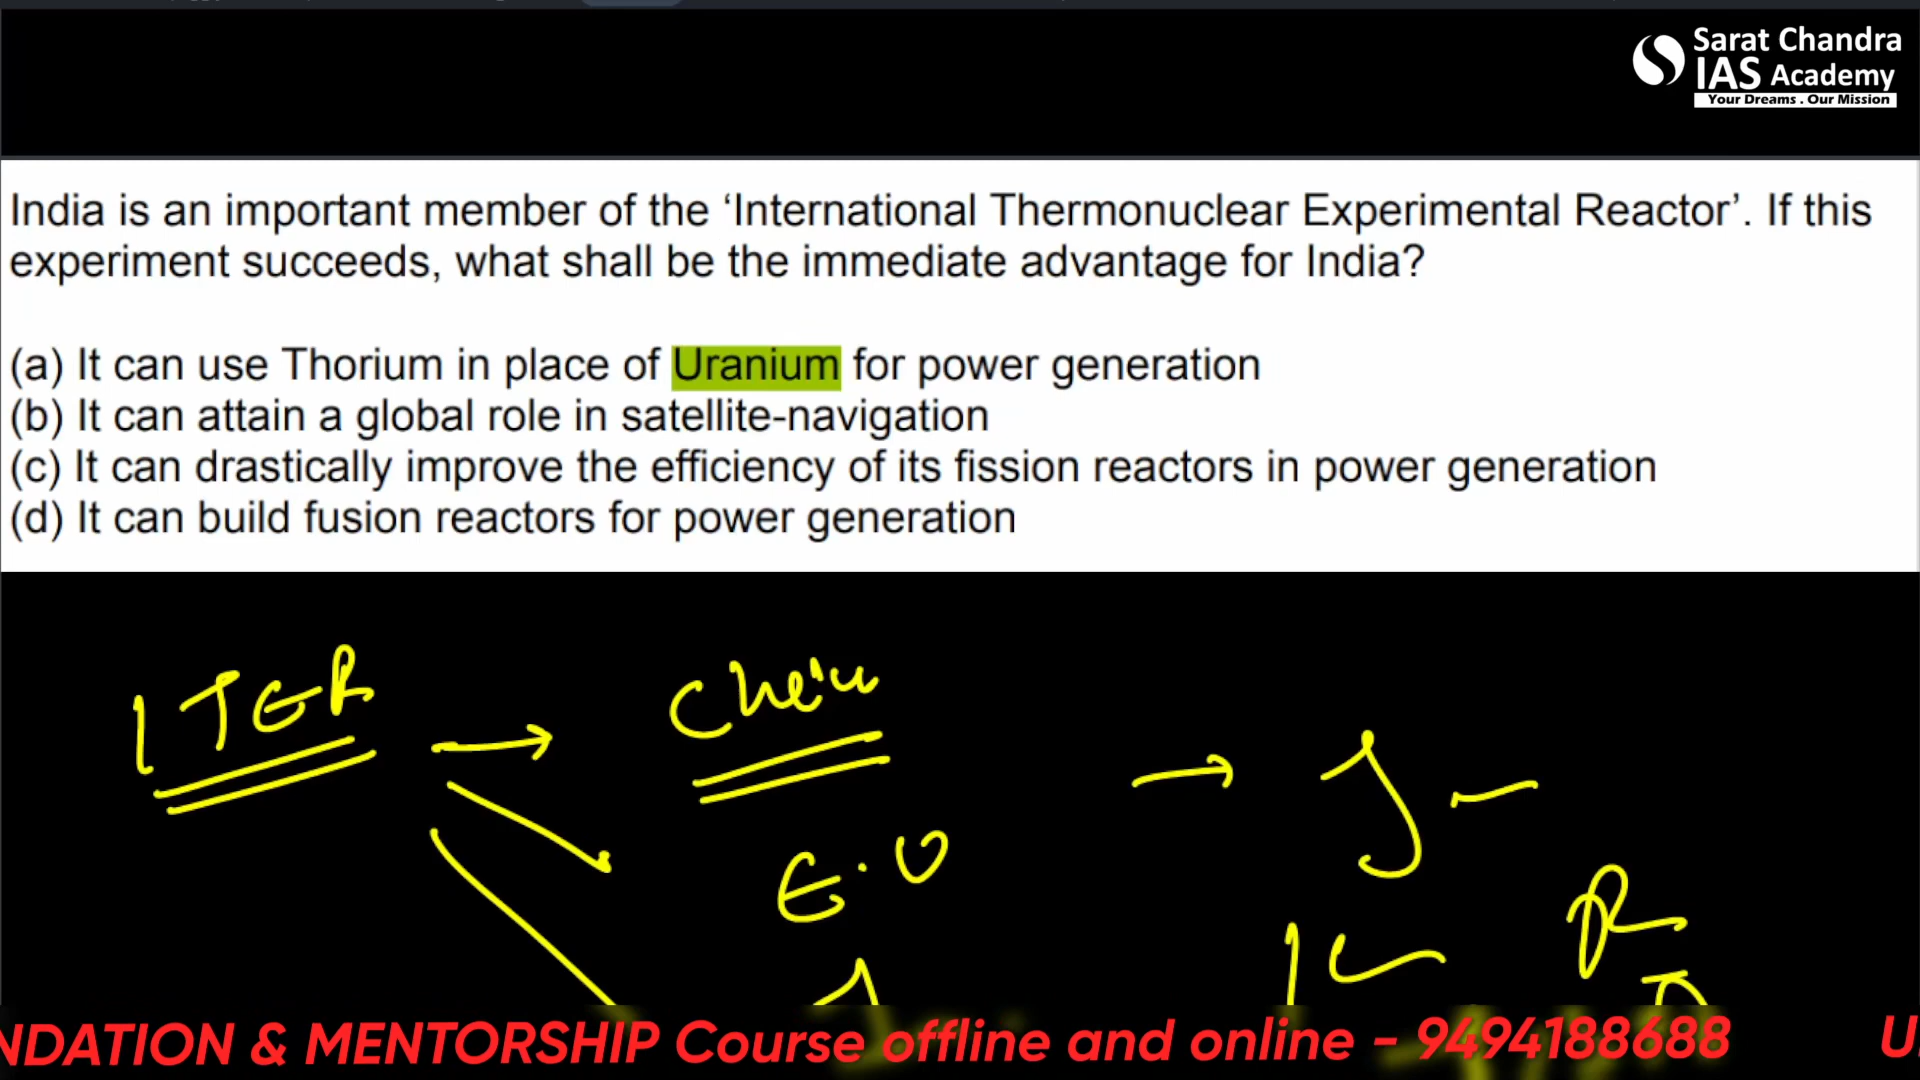 Sarat Chandra
IAS Academy
Your Dreams . Our Mission
India is an important member of the ‘International Thermonuclear Experimental Reactor’. If this
experiment succeeds, what shall be the immediate advantage for India?
(a) It can use Thorium in place of Uranium for power generation
(b) It can attain a global role in satellite-navigation
(c) It can drastically improve the efficiency of its fission reactors in power generation
(d) It can build fusion reactors for power generation
ITER
E.U
NDATION & MENTORSHIP Course offline and online - 9494188688 U